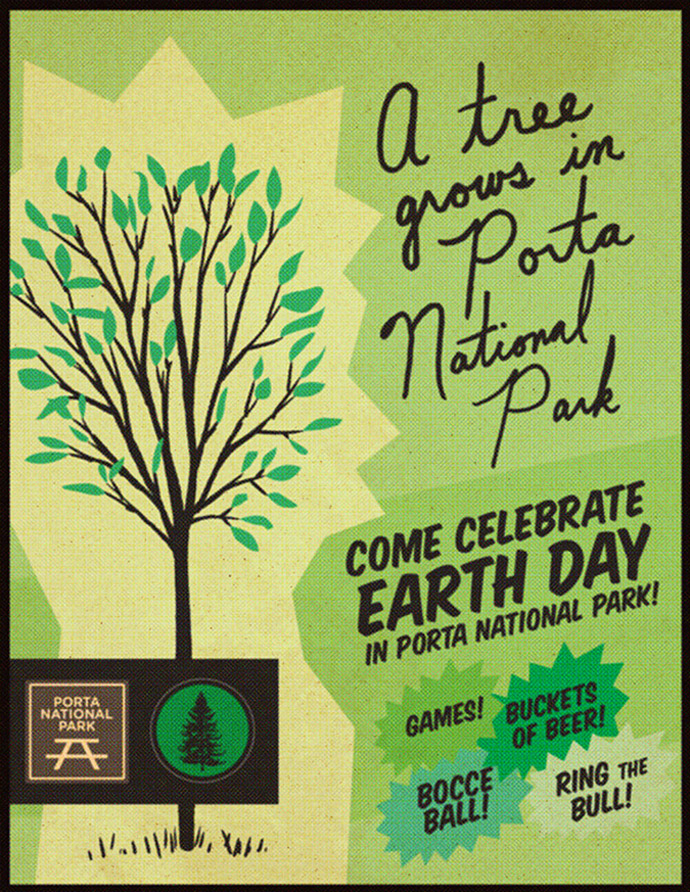 A tree
grows in
Porta
National
Park
COME CELEBRATE
EARTH DAY
IN PORTA NATIONAL PARK!
GAMES!
BUCKETS
OF BEER!
BOCCE
BALL!
RING THE
BULL!
PORTA
NATIONAL
PARK